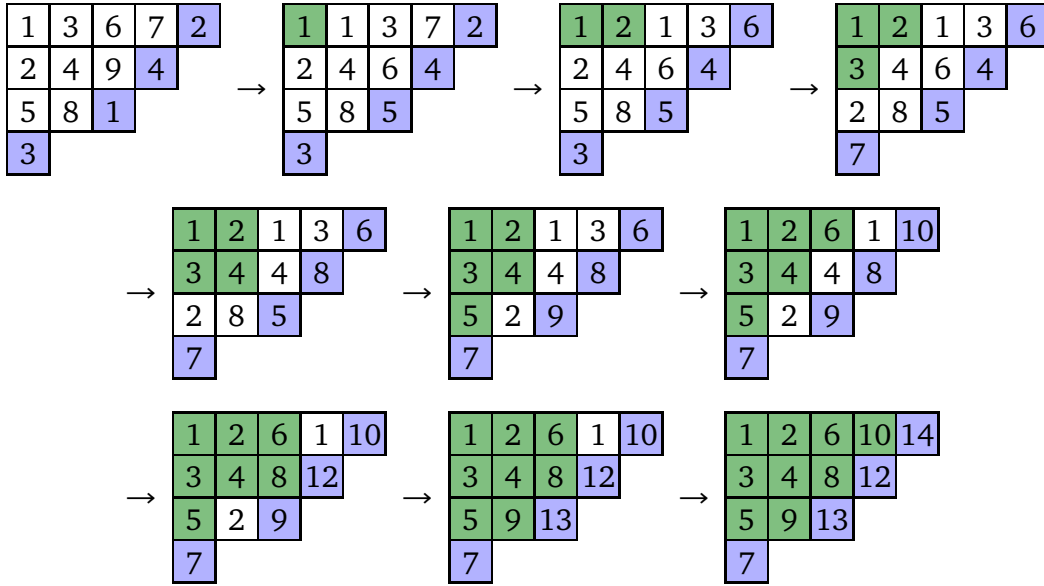 1 3 6 7 2 1 1 3 7 2 1 2 1 3 6 1 2 1 3 6
2 4 9 4 → 2 4 6 4 → 2 4 6 4 → 3 4 6 4
5 8 1 5 8 5 5 8 5 2 8 5
3 3 3 7
1 2 1 3 6 1 2 1 3 6 1 2 6 1 10
→ 3 4 4 8 → 3 4 4 8 → 3 4 4 8
2 8 5 5 2 9 5 2 9
7 7 7
1 2 6 1 10 1 2 6 1 10 1 2 6 10 14
→ 3 4 8 12 → 3 4 8 12 → 3 4 8 12
5 2 9 5 9 13 5 9 13
7 7 7